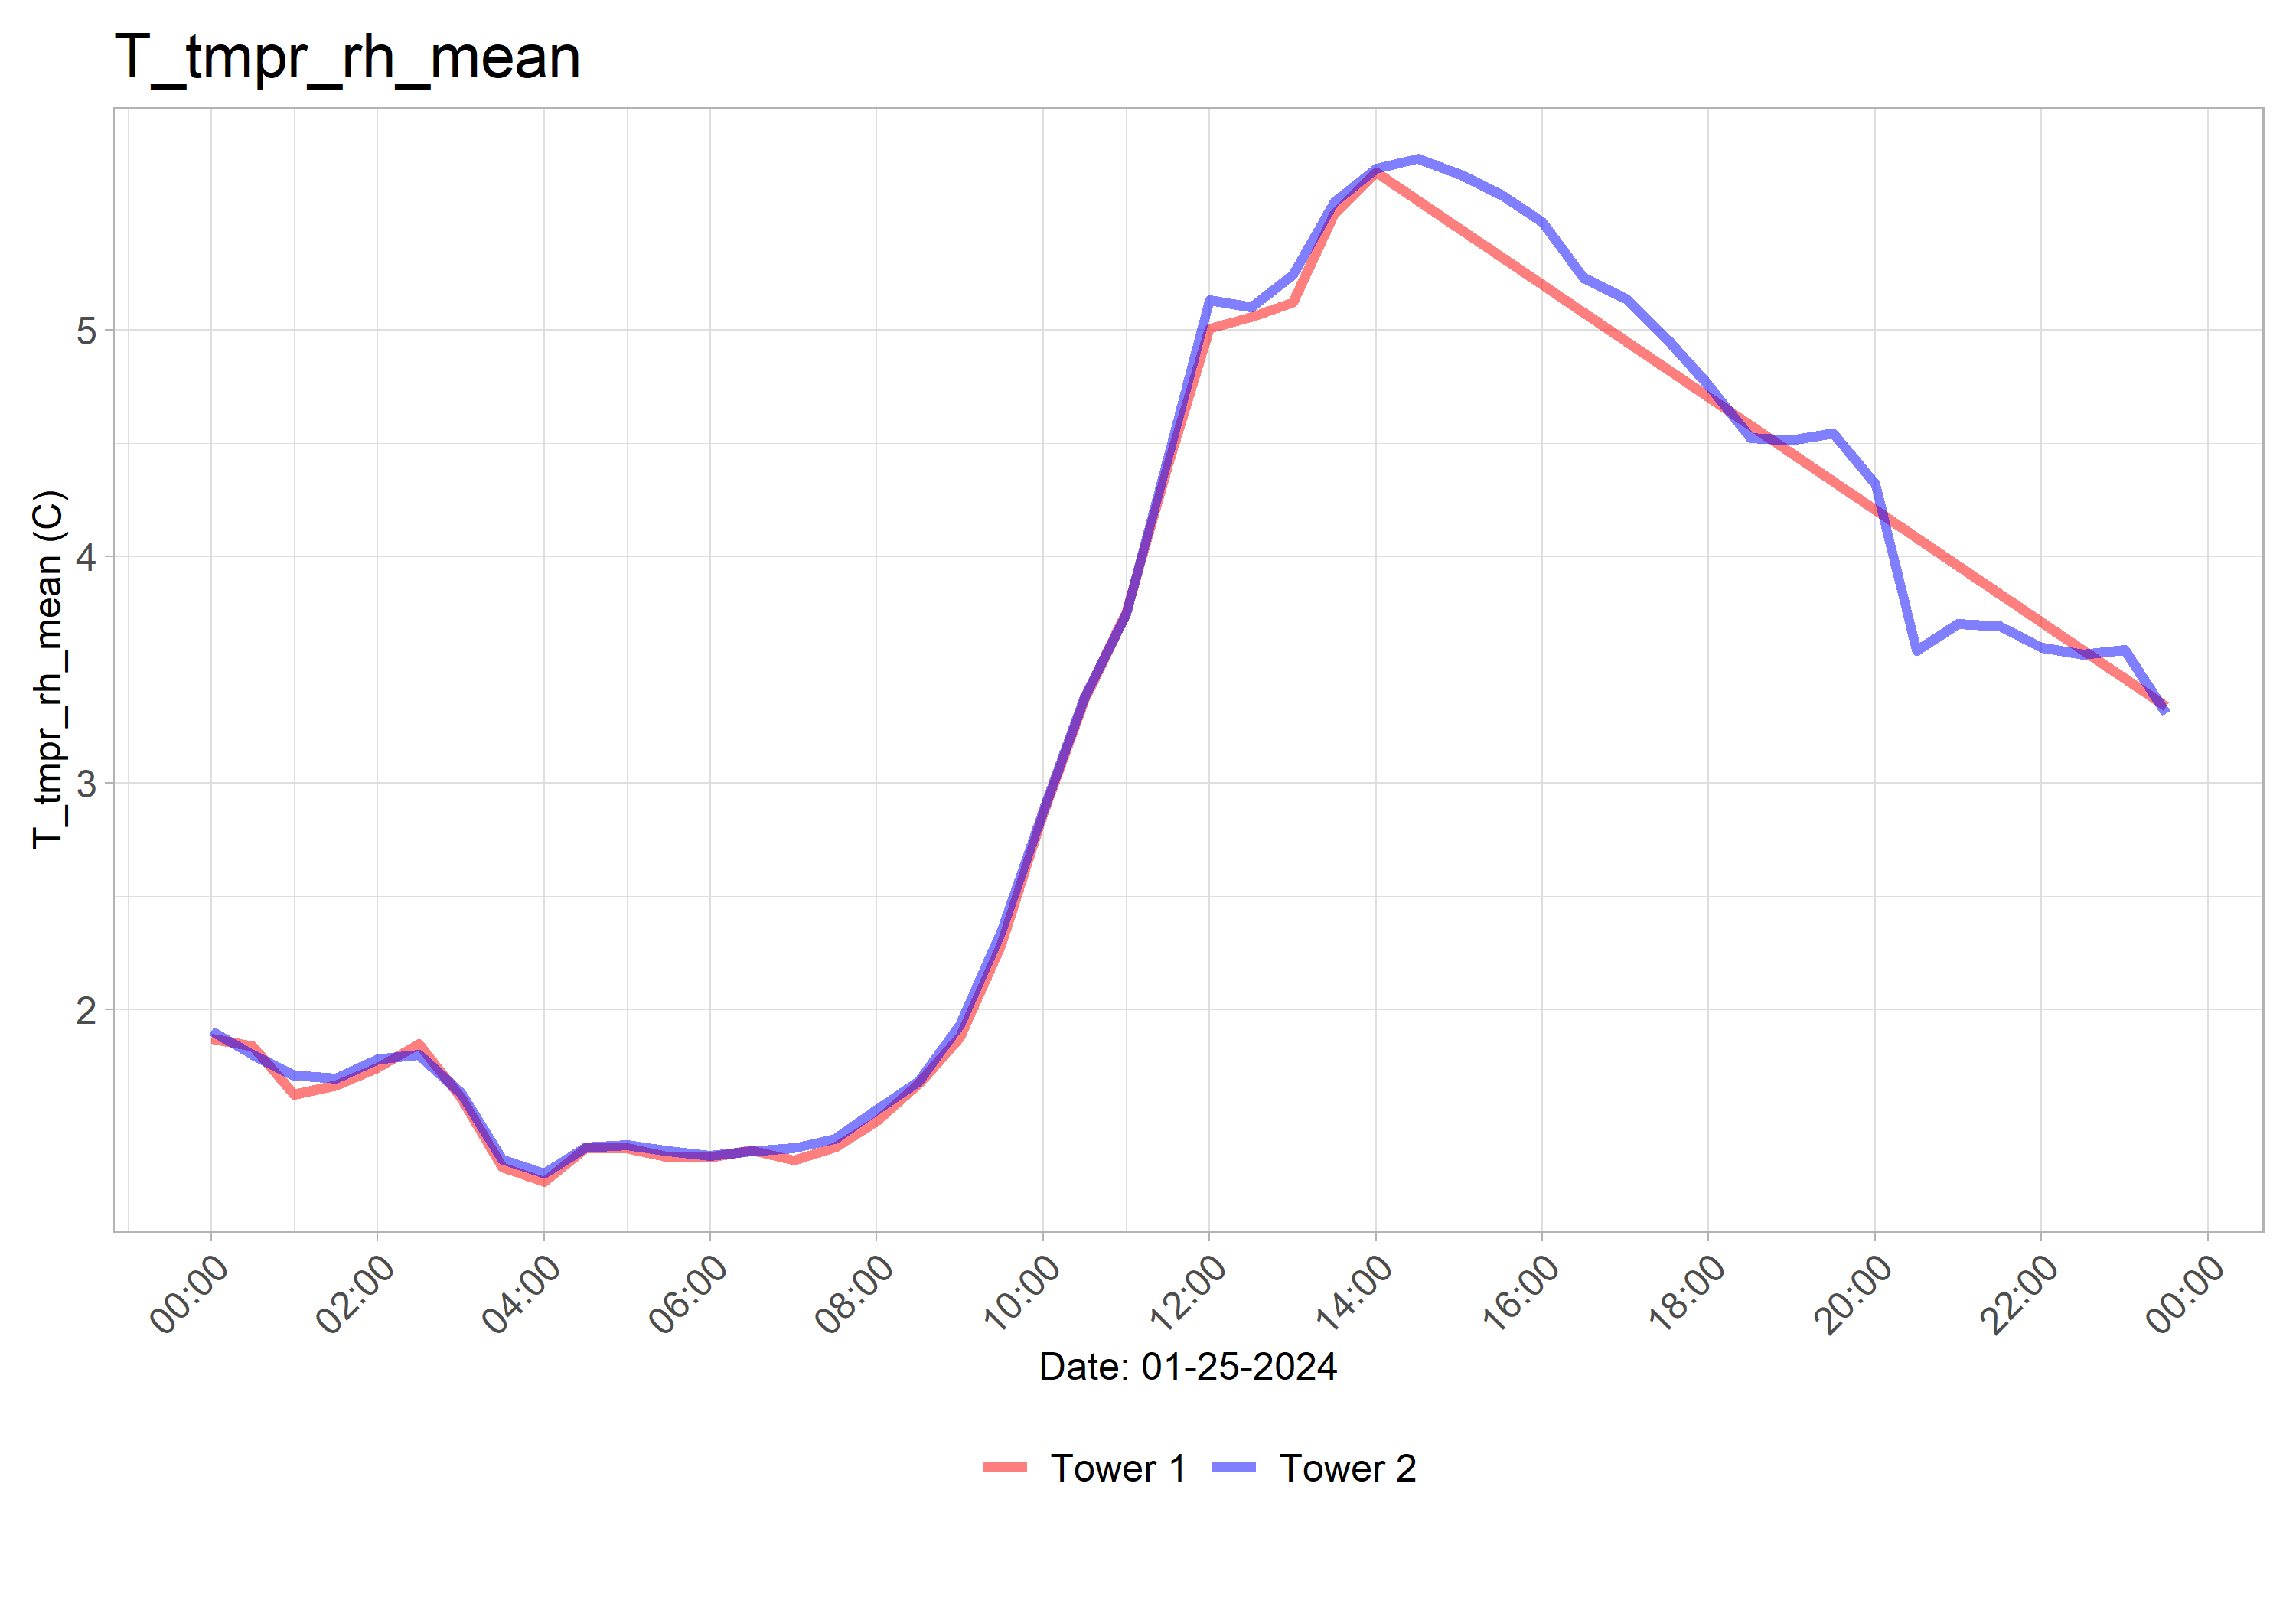 T_tmpr_rh_mean
T_tmpr_rh_mean (C)
5
4
3
2
00:00 02:00 04:00 06:00 08:00 10:00 12:00 14:00 16:00 18:00 20:00 22:00 00:00
Date: 01-25-2024
Tower 1 Tower 2